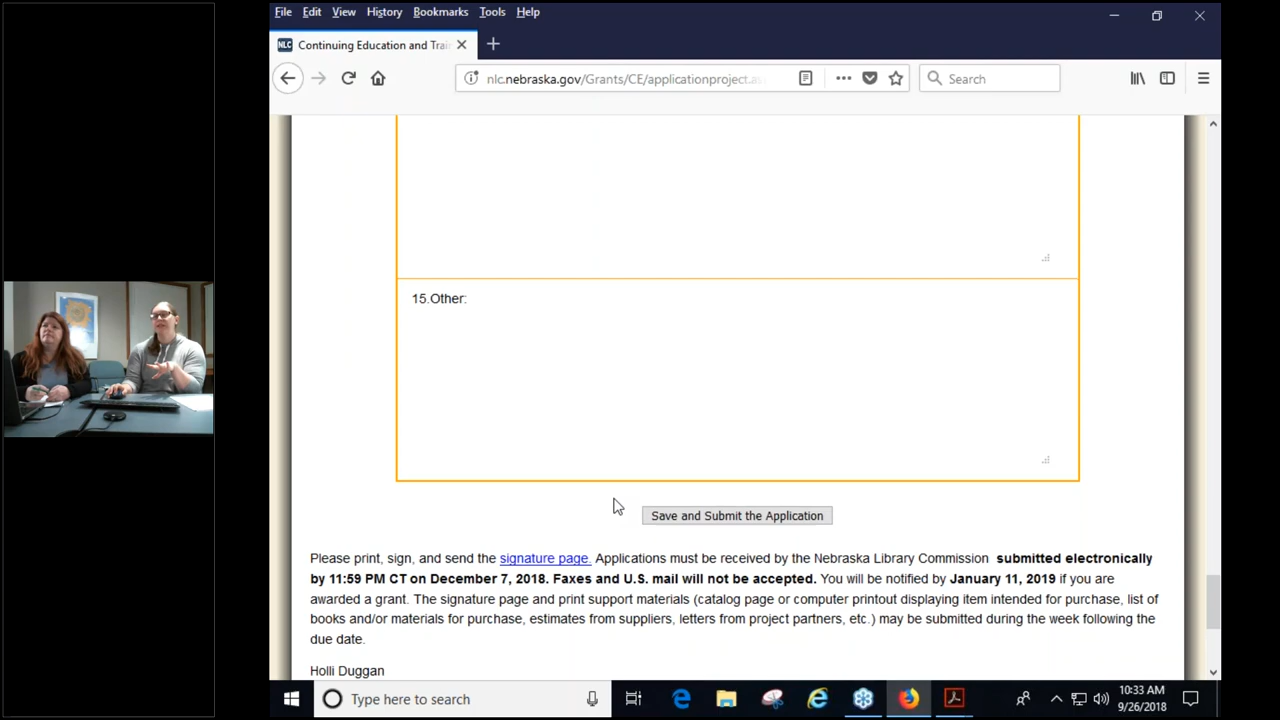 File Edit View History Bookmarks Tools Help
NLC Continuing Education and Trai
nlc.nebraska.gov/Grants/CE/applicationproject.as
Search
15.Other:
Save and Submit the Application
Please print, sign, and send the signature page. Applications must be received by the Nebraska Library Commission submitted electronically
by 11:59 PM CT on December 7, 2018. Faxes and U.S. mail will not be accepted. You will be notified by January 11, 2019 if you are
awarded a grant. The signature page and print support materials (catalog page or computer printout displaying item intended for purchase, list of
books and/or materials for purchase, estimates from suppliers, letters from project partners, etc.) may be submitted during the week following the
due date.
Holli Duggan
Type here to search
10:33 AM
9/26/2018